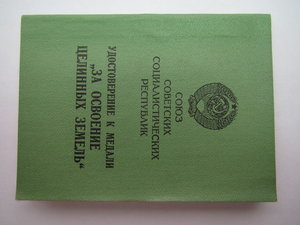 СОЮЗ
СОВЕТСКИХ
СОЦИАЛИСТИЧЕСКИХ
РЕСПУБЛИК
УДОСТОВЕРЕНИЕ К МЕДАЛИ
„ЗА ОСВОЕНИЕ
ЦЕЛИННЫХ ЗЕМЕЛЬ“